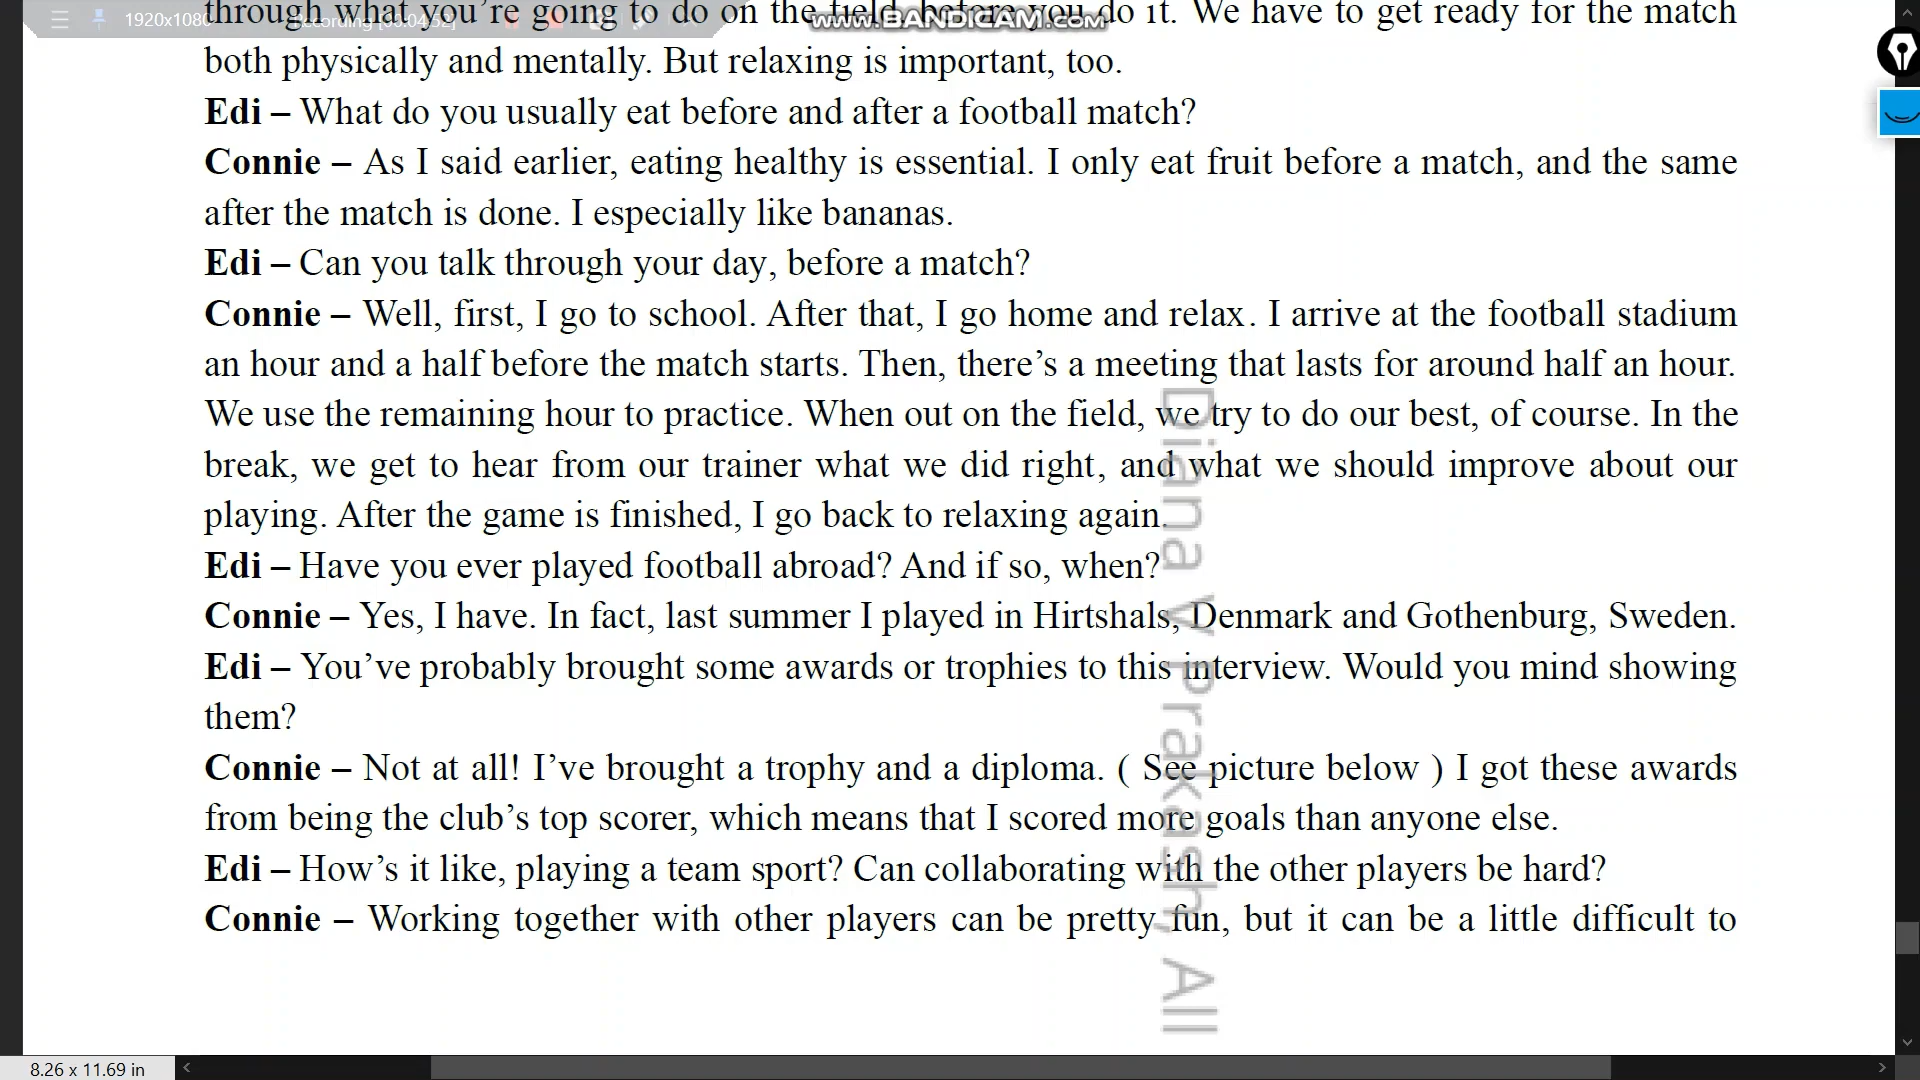 1920x1080 Recording [00:04:52] www.BANDICAM.com
through what you’re going to do on the field before you do it. We have to get ready for the match
both physically and mentally. But relaxing is important, too.
Edi – What do you usually eat before and after a football match?
Connie – As I said earlier, eating healthy is essential. I only eat fruit before a match, and the same
after the match is done. I especially like bananas.
Edi – Can you talk through your day, before a match?
Connie – Well, first, I go to school. After that, I go home and relax. I arrive at the football stadium
an hour and a half before the match starts. Then, there’s a meeting that lasts for around half an hour.
We use the remaining hour to practice. When out on the field, we try to do our best, of course. In the
break, we get to hear from our trainer what we did right, and what we should improve about our
playing. After the game is finished, I go back to relaxing again.
Edi – Have you ever played football abroad? And if so, when?
Connie – Yes, I have. In fact, last summer I played in Hirtshals, Denmark and Gothenburg, Sweden.
Edi – You’ve probably brought some awards or trophies to this interview. Would you mind showing
them?
Connie – Not at all! I’ve brought a trophy and a diploma. ( See picture below ) I got these awards
from being the club’s top scorer, which means that I scored more goals than anyone else.
Edi – How’s it like, playing a team sport? Can collaborating with the other players be hard?
Connie – Working together with other players can be pretty fun, but it can be a little difficult to
Diana V Prakash, All
8.26 x 11.69 in